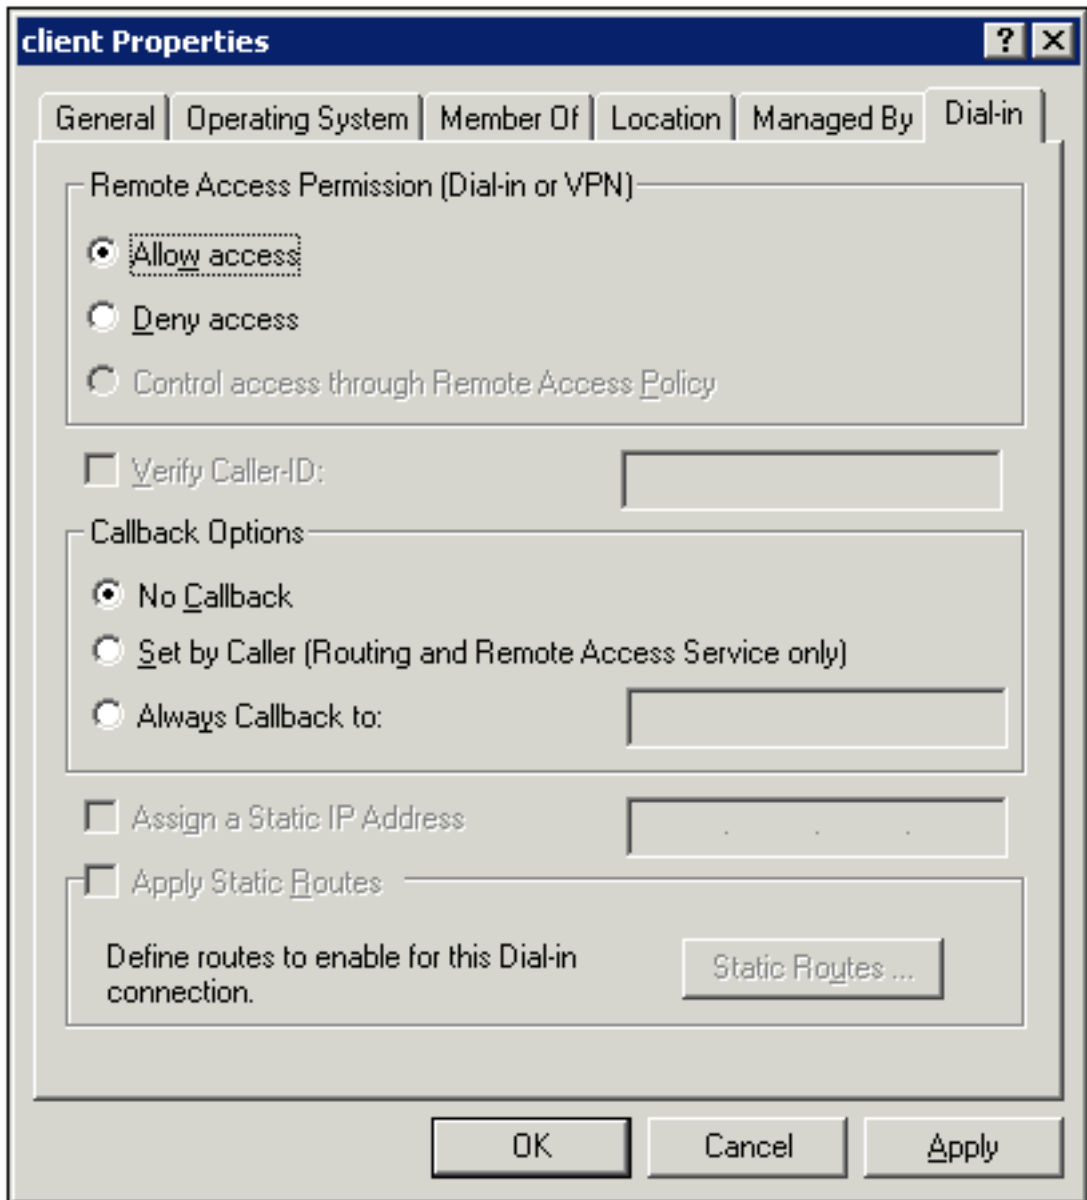 client Properties
General Operating System Member Of Location Managed By Dial-in
Remote Access Permission (Dial-in or VPN)
Allow access
Deny access
Control access through Remote Access Policy
Verify Caller-ID:
Callback Options
No Callback
Set by Caller (Routing and Remote Access Service only)
Always Callback to:
Assign a Static IP Address . . .
Apply Static Routes
Define routes to enable for this Dial-in
connection.
Static Routes ...
OK Cancel Apply